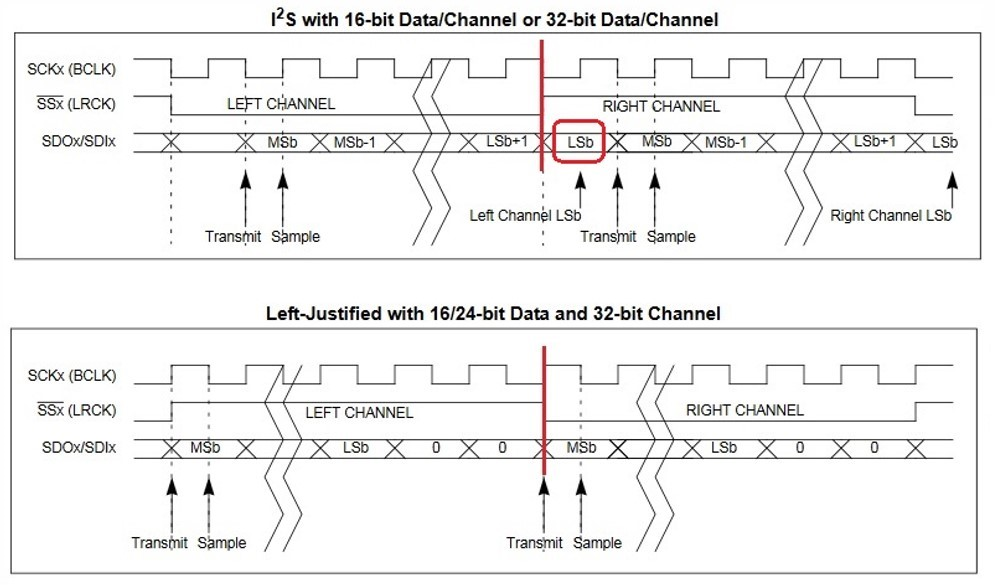 I²S with 16-bit Data/Channel or 32-bit Data/Channel
SCKx (BCLK)
SSx (LRCK) LEFT CHANNEL RIGHT CHANNEL
SDOx/SDIx MSb MSb-1 LSb+1 LSb MSb MSb-1 LSb+1 LSb
Left Channel LSb Right Channel LSb
Transmit Sample Transmit Sample
Left-Justified with 16/24-bit Data and 32-bit Channel
SCKx (BCLK)
SSx (LRCK) LEFT CHANNEL RIGHT CHANNEL
SDOx/SDIx MSb LSb 0 0 MSb LSb 0 0
Transmit Sample Transmit Sample